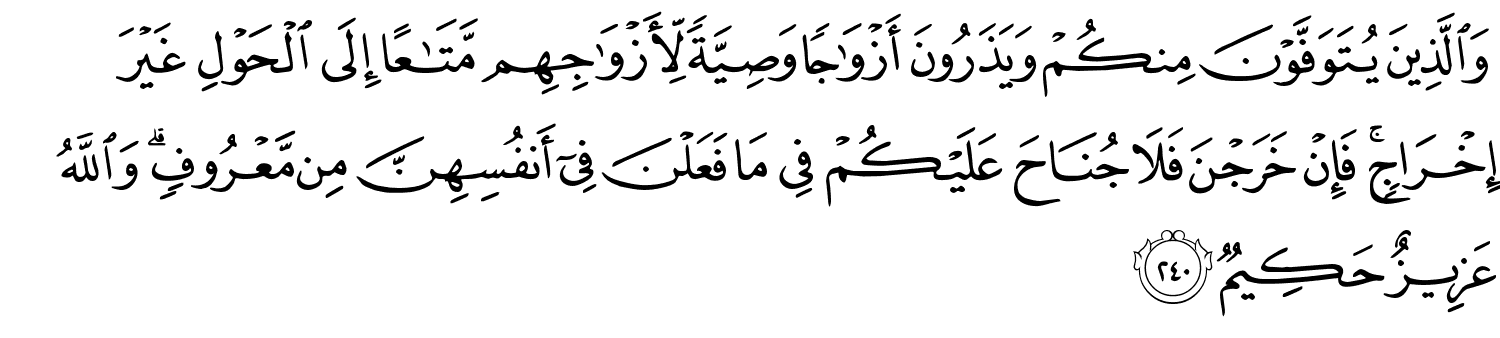 وَٱلَّذِينَ يُتَوَفَّوْنَ مِنكُمْ وَيَذَرُونَ أَزْوَٰجًا وَصِيَّةً لِّأَزْوَٰجِهِم مَّتَـٰعًا إِلَى ٱلْحَوْلِ غَيْرَ
إِخْرَاجٍ ۚ فَإِنْ خَرَجْنَ فَلَا جُنَاحَ عَلَيْكُمْ فِى مَا فَعَلْنَ فِىٓ أَنفُسِهِنَّ مِن مَّعْرُوفٍ ۗ وَٱللَّهُ
عَزِيزٌ حَكِيمٌ ٢٤٠